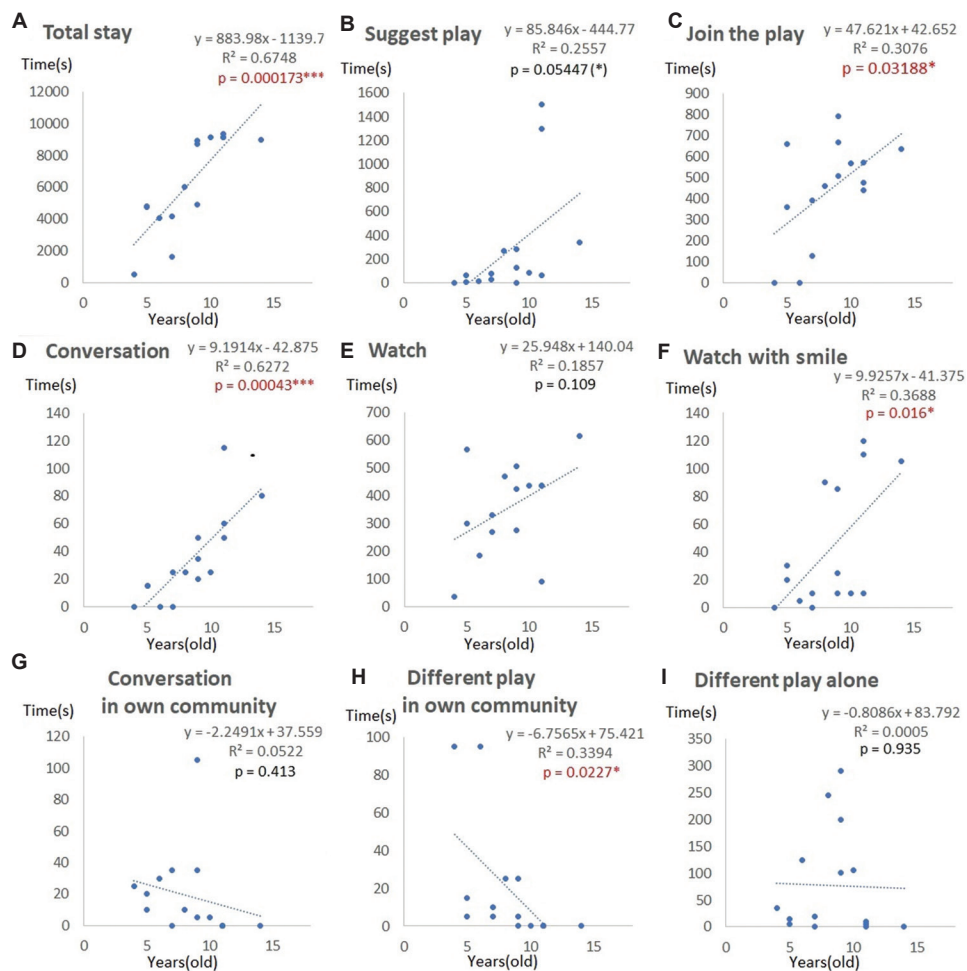 A
Total stay
y = 883.98x - 1139.7
R² = 0.6748
p = 0.000173***
Time(s)
12000
10000
8000
6000
4000
2000
0
0 5 10 15
Years(old)
B
Suggest play
y = 85.846x - 444.77
R² = 0.2557
p = 0.05447 (*)
Time(s)
1600
1400
1200
1000
800
600
400
200
0
0 5 10 15
Years(old)
C
Join the play
y = 47.621x + 42.652
R² = 0.3076
p = 0.03188*
Time(s)
900
800
700
600
500
400
300
200
100
0
0 5 10 15
Years(old)
D
Conversation
y = 9.1914x - 42.875
R² = 0.6272
p = 0.00043***
Time(s)
140
120
100
80
60
40
20
0
0 5 10 15
Years(old)
E
Watch
y = 25.948x + 140.04
R² = 0.1857
p = 0.109
Time(s)
700
600
500
400
300
200
100
0
0 5 10 15
Years(old)
F
Watch with smile
y = 9.9257x - 41.375
R² = 0.3688
p = 0.016*
Time(s)
140
120
100
80
60
40
20
0
0 5 10 15
Years(old)
G
Conversation
in own community
y = -2.2491x + 37.559
R² = 0.0522
p = 0.413
Time(s)
120
100
80
60
40
20
0
0 5 10 15
Years(old)
H
Different play
in own community
y = -6.7565x + 75.421
R² = 0.3394
p = 0.0227*
Time(s)
100
80
60
40
20
0
0 5 10 15
Years(old)
I
Different play alone
y = -0.8086x + 83.792
R² = 0.0005
p = 0.935
Time(s)
350
300
250
200
150
100
50
0
0 5 10 15
Years(old)